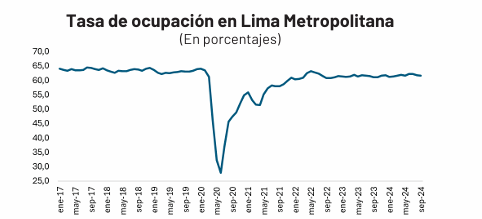 Tasa de ocupación en Lima Metropolitana
(En porcentajes)
70,0
65,0
60,0
55,0
50,0
45,0
40,0
35,0
30,0
25,0
ene-17
may-17
sep-17
ene-18
may-18
sep-18
ene-19
may-19
sep-19
ene-20
may-20
sep-20
ene-21
may-21
sep-21
ene-22
may-22
sep-22
ene-23
may-23
sep-23
ene-24
may-24
sep-24